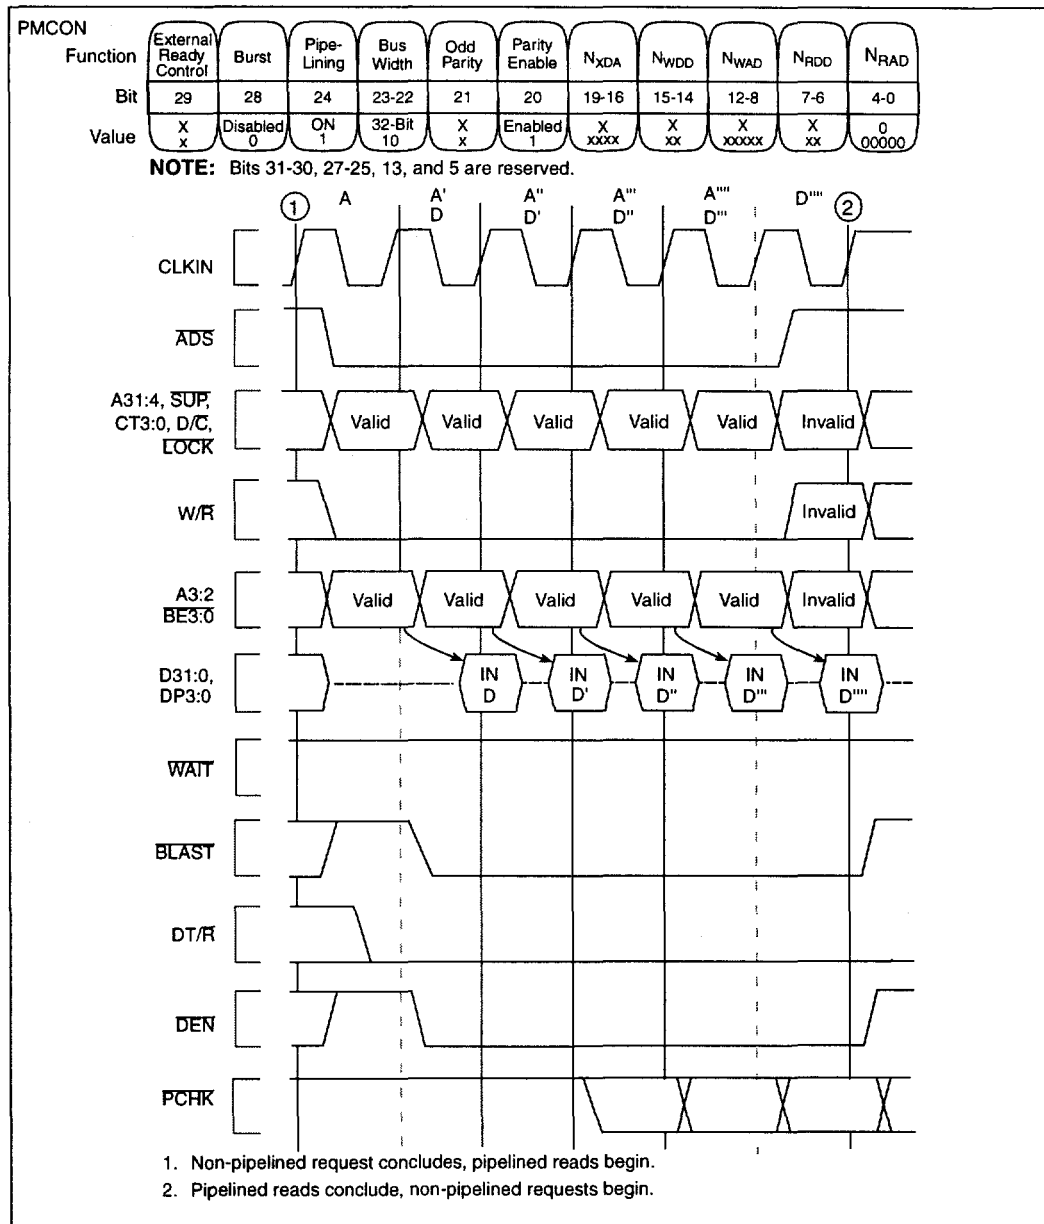 PMCON
Function
External Ready Control
Burst
Pipe-Lining
Bus Width
Odd Parity
Parity Enable
NXDA
NWDD
NWAD
NRDD
NRAD
Bit
29
28
24
23-22
21
20
19-16
15-14
12-8
7-6
4-0
Value
X x
Disabled 0
ON 1
32-Bit 10
X x
Enabled 1
X xxxx
X xx
X xxxxx
X xx
0 00000
NOTE: Bits 31-30, 27-25, 13, and 5 are reserved.
1
A
A' D
A'' D'
A''' D''
A'''' D'''
D''''
2
CLKIN
ADS
A31:4, SUP,
CT3:0, D/C,
LOCK
Valid
Valid
Valid
Valid
Valid
Invalid
W/R
Invalid
A3:2
BE3:0
Valid
Valid
Valid
Valid
Valid
Invalid
D31:0,
DP3:0
IN D
IN D'
IN D''
IN D'''
IN D''''
WAIT
BLAST
DT/R
DEN
PCHK
1. Non-pipelined request concludes, pipelined reads begin.
2. Pipelined reads conclude, non-pipelined requests begin.